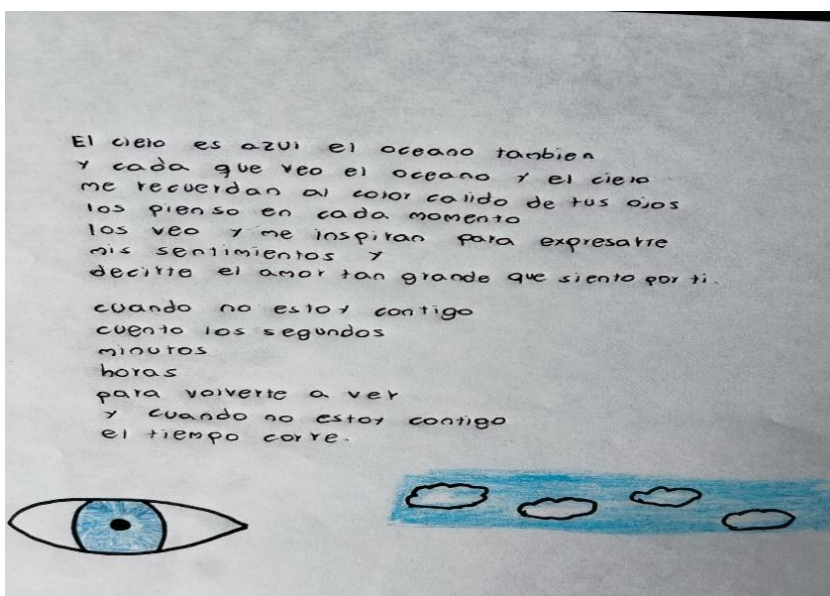 El cielo es azul el oceano tambien
y cada que veo el oceano y el cielo
me recuerdan al color calido de tus ojos
los pienso en cada momento
los veo y me inspiran para expresarte
mis sentimientos y
decirte el amor tan grande que siento por ti.
cuando no estoy contigo
cuento los segundos
minutos
horas
para volverte a ver
y cuando no estoy contigo
el tiempo corre.